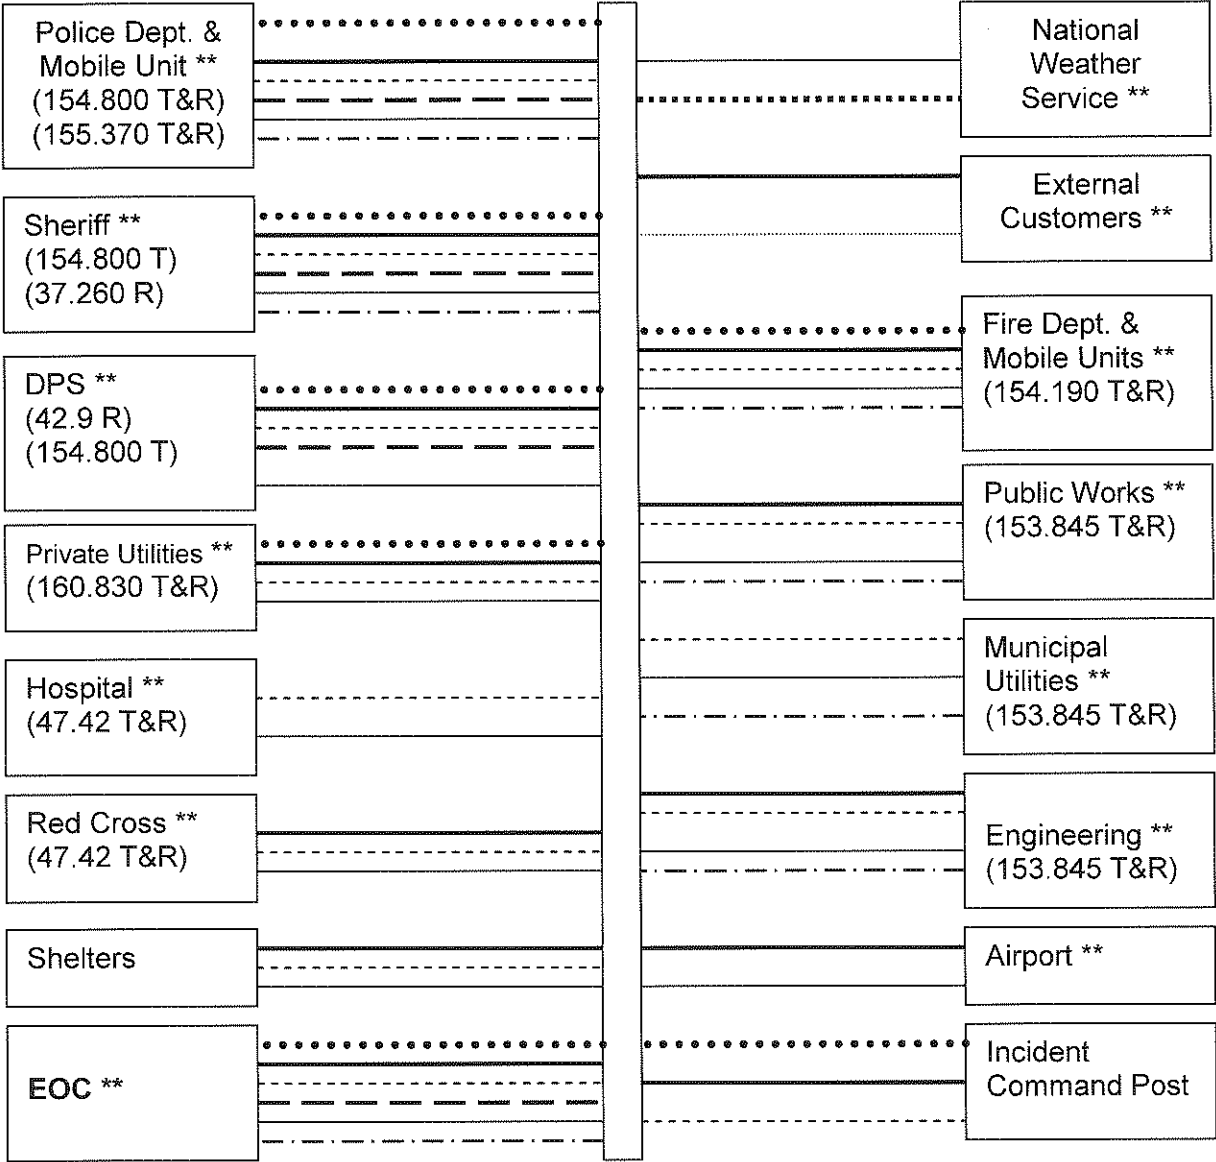 Police Dept. &
Mobile Unit **
(154.800 T&R)
(155.370 T&R)
Sheriff **
(154.800 T)
(37.260 R)
DPS **
(42.9 R)
(154.800 T)
Private Utilities **
(160.830 T&R)
Hospital **
(47.42 T&R)
Red Cross **
(47.42 T&R)
Shelters
EOC **
National
Weather
Service **
External
Customers **
Fire Dept. &
Mobile Units **
(154.190 T&R)
Public Works **
(153.845 T&R)
Municipal
Utilities **
(153.845 T&R)
Engineering **
(153.845 T&R)
Airport **
Incident
Command Post